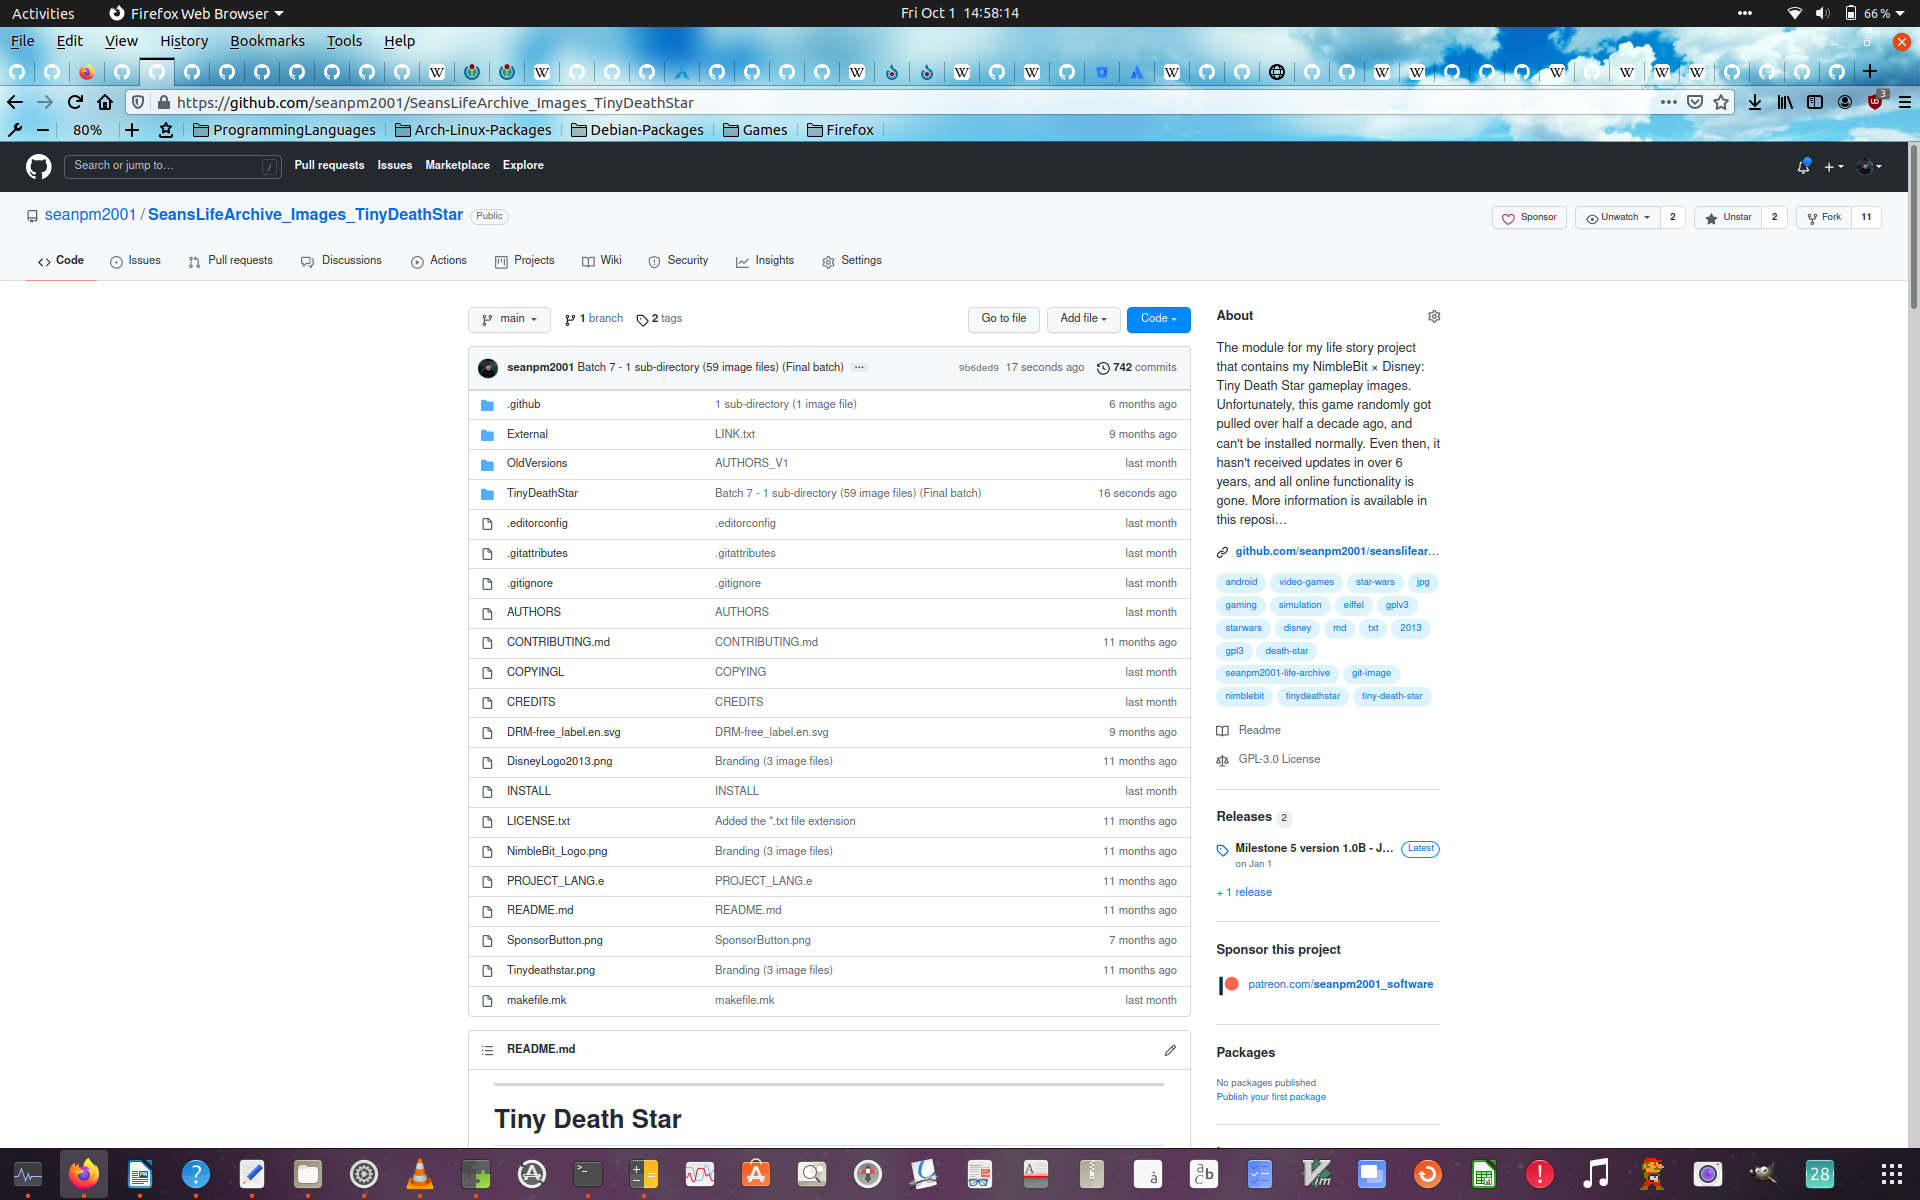 Activities Firefox Web Browser Fri Oct 1 14:58:14 66 %
File Edit View History Bookmarks Tools Help
https://github.com/seanpm2001/SeansLifeArchive_Images_TinyDeathStar 3
80% ProgrammingLanguages Arch-Linux-Packages Debian-Packages Games Firefox
Search or jump to… / Pull requests Issues Marketplace Explore
seanpm2001 / SeansLifeArchive_Images_TinyDeathStar Public Sponsor Unwatch 2 Unstar 2 Fork 11
Code Issues Pull requests Discussions Actions Projects Wiki Security Insights Settings
main 1 branch 2 tags Go to file Add file Code
seanpm2001 Batch 7 - 1 sub-directory (59 image files) (Final batch) 9b6ded9 17 seconds ago 742 commits
.github 1 sub-directory (1 image file) 6 months ago
External LINK.txt 9 months ago
OldVersions AUTHORS_V1 last month
TinyDeathStar Batch 7 - 1 sub-directory (59 image files) (Final batch) 16 seconds ago
.editorconfig .editorconfig last month
.gitattributes .gitattributes last month
.gitignore .gitignore last month
AUTHORS AUTHORS last month
CONTRIBUTING.md CONTRIBUTING.md 11 months ago
COPYINGL COPYING last month
CREDITS CREDITS last month
DRM-free_label.en.svg DRM-free_label.en.svg 9 months ago
DisneyLogo2013.png Branding (3 image files) 11 months ago
INSTALL INSTALL last month
LICENSE.txt Added the *.txt file extension 11 months ago
NimbleBit_Logo.png Branding (3 image files) 11 months ago
PROJECT_LANG.e PROJECT_LANG.e 11 months ago
README.md README.md 11 months ago
SponsorButton.png SponsorButton.png 7 months ago
Tinydeathstar.png Branding (3 image files) 11 months ago
makefile.mk makefile.mk last month
README.md
Tiny Death Star
About
The module for my life story project
that contains my NimbleBit × Disney:
Tiny Death Star gameplay images.
Unfortunately, this game randomly got
pulled over half a decade ago, and
can't be installed normally. Even then, it
hasn't received updates in over 6
years, and all online functionality is
gone. More information is available in
this reposi…
github.com/seanpm2001/seanslifear…
android video-games star-wars jpg
gaming simulation eiffel gplv3
starwars disney md txt 2013
gpl3 death-star
seanpm2001-life-archive git-image
nimblebit tinydeathstar tiny-death-star
Readme
GPL-3.0 License
Releases 2
Milestone 5 version 1.0B - J… Latest
on Jan 1
+ 1 release
Sponsor this project
patreon.com/seanpm2001_software
Packages
No packages published
Publish your first package
28